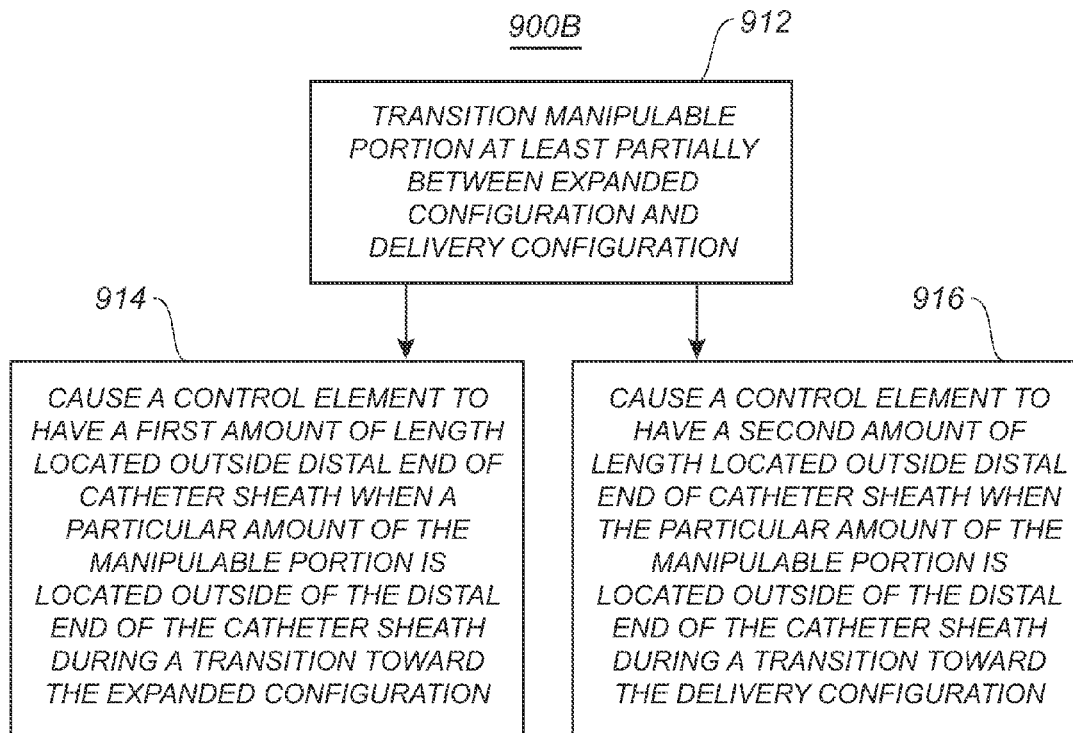 900B
912
TRANSITION MANIPULABLE
PORTION AT LEAST PARTIALLY
BETWEEN EXPANDED
CONFIGURATION AND
DELIVERY CONFIGURATION
914
CAUSE A CONTROL ELEMENT TO
HAVE A FIRST AMOUNT OF LENGTH
LOCATED OUTSIDE DISTAL END OF
CATHETER SHEATH WHEN A
PARTICULAR AMOUNT OF THE
MANIPULABLE PORTION IS
LOCATED OUTSIDE OF THE DISTAL
END OF THE CATHETER SHEATH
DURING A TRANSITION TOWARD
THE EXPANDED CONFIGURATION
916
CAUSE A CONTROL ELEMENT TO
HAVE A SECOND AMOUNT OF
LENGTH LOCATED OUTSIDE DISTAL
END OF CATHETER SHEATH WHEN
THE PARTICULAR AMOUNT OF THE
MANIPULABLE PORTION IS
LOCATED OUTSIDE OF THE DISTAL
END OF THE CATHETER SHEATH
DURING A TRANSITION TOWARD
THE DELIVERY CONFIGURATION